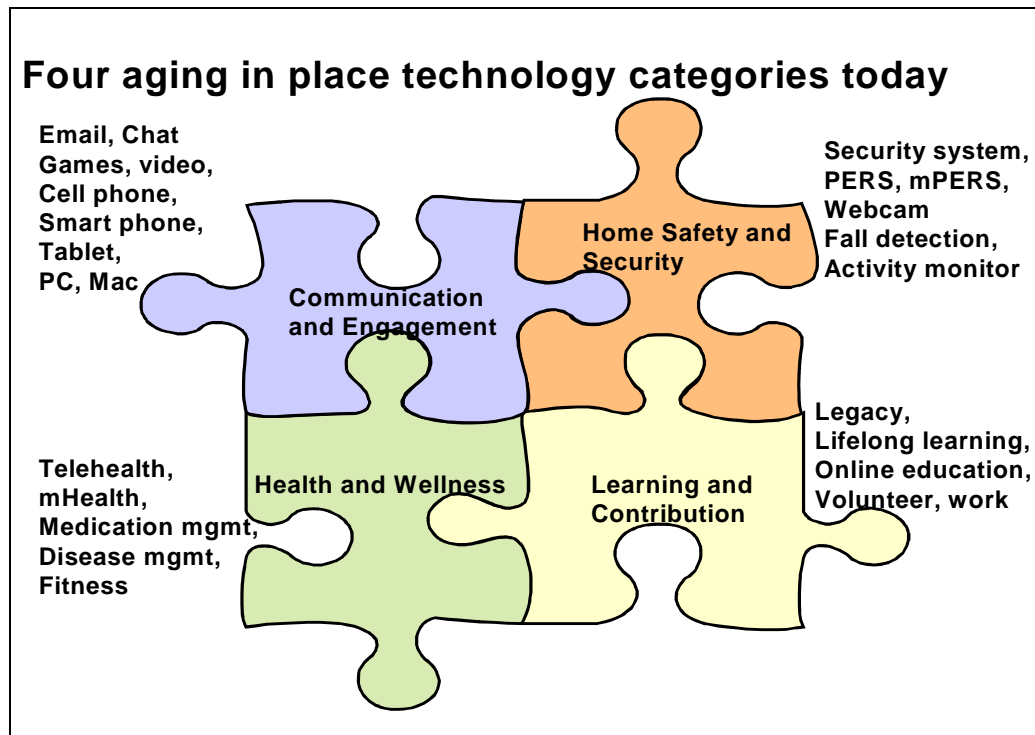 Four aging in place technology categories today
Email, Chat
Games, video,
Cell phone,
Smart phone,
Tablet,
PC, Mac
Security system,
PERS, mPERS,
Webcam
Fall detection,
Activity monitor
Home Safety and
Security
Communication
and Engagement
Legacy,
Lifelong learning,
Online education,
Volunteer, work
Telehealth,
mHealth,
Medication mgmt,
Disease mgmt,
Fitness
Health and Wellness
Learning and
Contribution